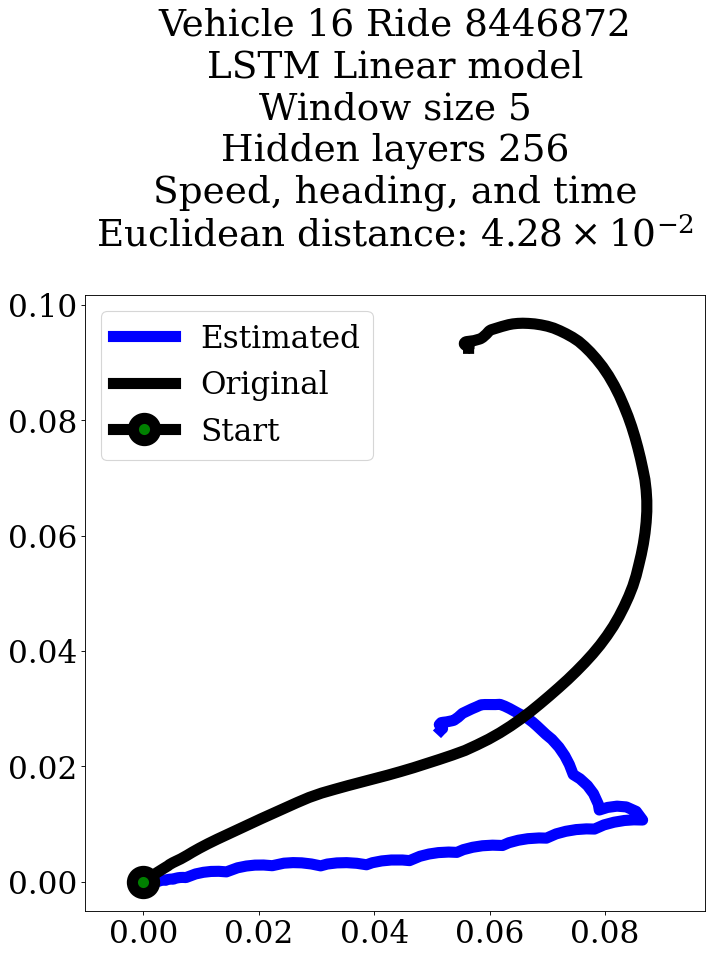 Vehicle 16 Ride 8446872
LSTM Linear model
Window size 5
Hidden layers 256
Speed, heading, and time
Euclidean distance: 4.28 × 10⁻²
0.10
0.08
0.06
0.04
0.02
0.00
Estimated
Original
Start
0.00 0.02 0.04 0.06 0.08